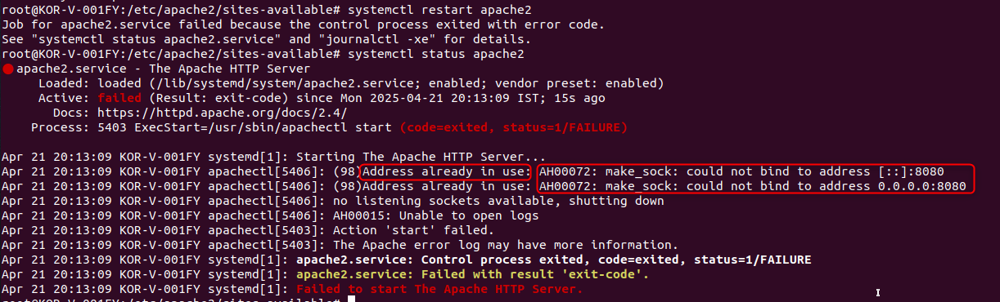 root@KOR-V-001FY:/etc/apache2/sites-available# systemctl restart apache2
Job for apache2.service failed because the control process exited with error code.
See "systemctl status apache2.service" and "journalctl -xe" for details.
root@KOR-V-001FY:/etc/apache2/sites-available# systemctl status apache2
apache2.service - The Apache HTTP Server
Loaded: loaded (/lib/systemd/system/apache2.service; enabled; vendor preset: enabled)
Active: failed (Result: exit-code) since Mon 2025-04-21 20:13:09 IST; 15s ago
Docs: https://httpd.apache.org/docs/2.4/
Process: 5403 ExecStart=/usr/sbin/apachectl start (code=exited, status=1/FAILURE)
Apr 21 20:13:09 KOR-V-001FY systemd[1]: Starting The Apache HTTP Server...
Apr 21 20:13:09 KOR-V-001FY apachectl[5406]: (98)Address already in use: AH00072: make_sock: could not bind to address [::]:8080
Apr 21 20:13:09 KOR-V-001FY apachectl[5406]: (98)Address already in use: AH00072: make_sock: could not bind to address 0.0.0.0:8080
Apr 21 20:13:09 KOR-V-001FY apachectl[5406]: no listening sockets available, shutting down
Apr 21 20:13:09 KOR-V-001FY apachectl[5406]: AH00015: Unable to open logs
Apr 21 20:13:09 KOR-V-001FY apachectl[5403]: Action 'start' failed.
Apr 21 20:13:09 KOR-V-001FY apachectl[5403]: The Apache error log may have more information.
Apr 21 20:13:09 KOR-V-001FY systemd[1]: apache2.service: Control process exited, code=exited, status=1/FAILURE
Apr 21 20:13:09 KOR-V-001FY systemd[1]: apache2.service: Failed with result 'exit-code'.
Apr 21 20:13:09 KOR-V-001FY systemd[1]: Failed to start The Apache HTTP Server.
root@KOR-V-001FY:/etc/apache2/sites-available#